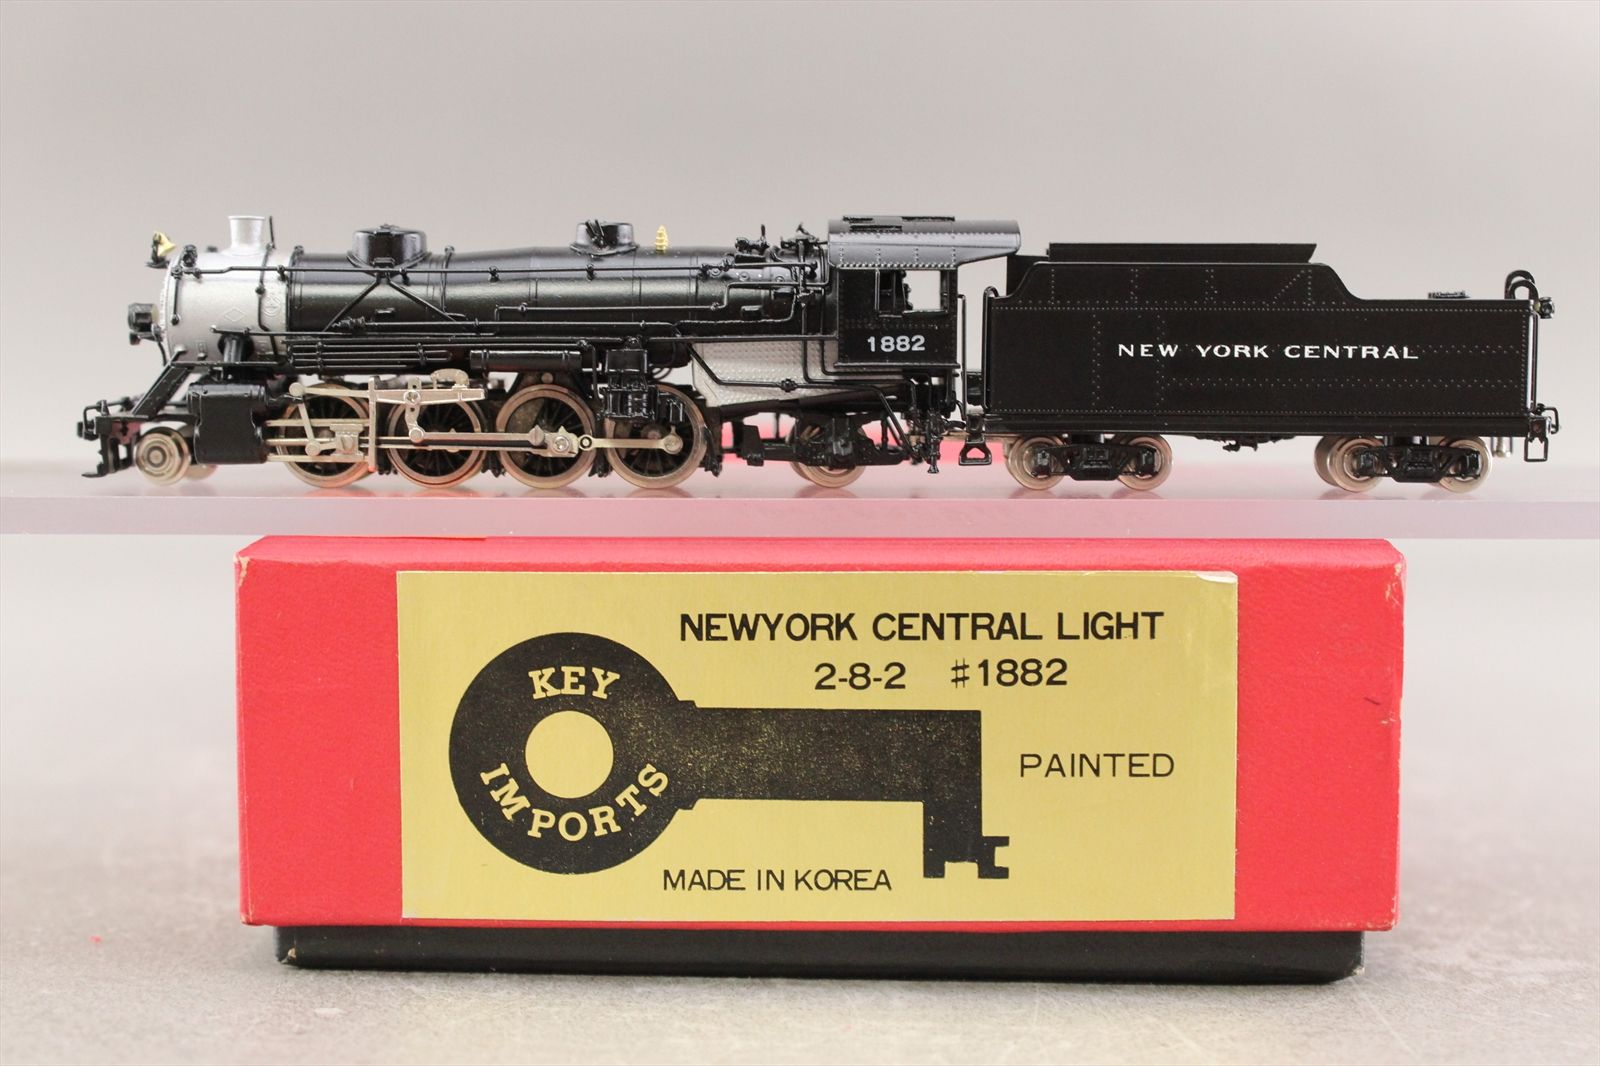 1882
NEW YORK CENTRAL
NEWYORK CENTRAL LIGHT
2-8-2 #1882
KEY
IMPORTS
PAINTED
MADE IN KOREA